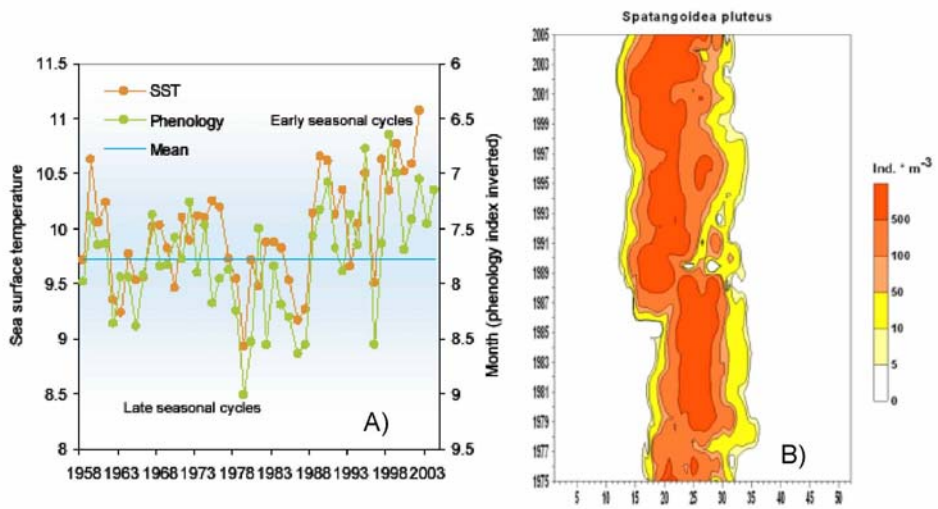 Spatangoidea pluteus
SST
Phenology
Mean
Early seasonal cycles
Late seasonal cycles
A)
Sea surface temperature
11.5
11
10.5
10
9.5
9
8.5
8
1958 1963 1968 1973 1978 1983 1988 1993 1998 2003
6
6.5
7
7.5
8
8.5
9
9.5
Month (phenology index inverted)
2005
2003
2001
1999
1997
1995
1993
1991
1989
1987
1985
1983
1981
1979
1977
1975
5 10 15 20 25 30 35 40 45 50
B)
Ind. * m-3
500
100
50
10
5
0